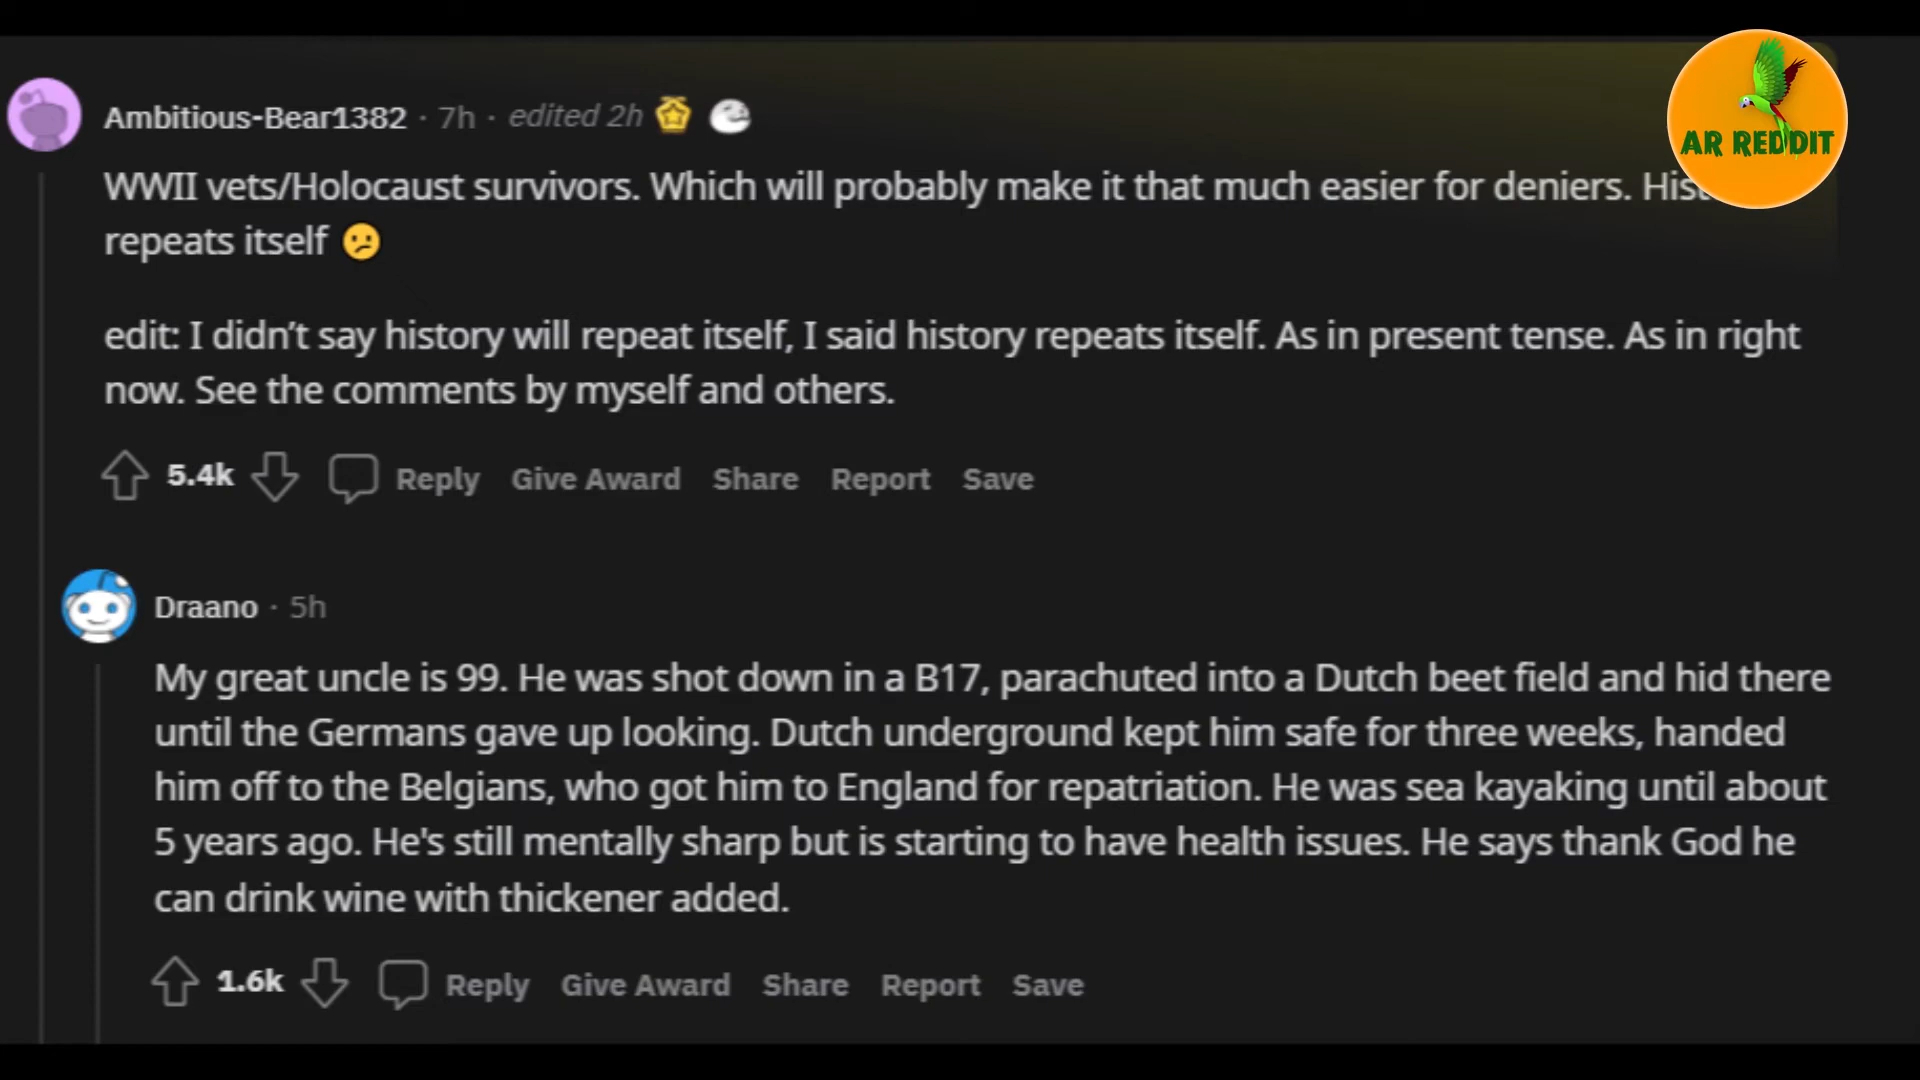 Ambitious-Bear1382 · 7h · edited 2h
AR REDDIT
WWII vets/Holocaust survivors. Which will probably make it that much easier for deniers.
repeats itself 😕
edit: I didn't say history will repeat itself, I said history repeats itself. As in present tense. As in right
now. See the comments by myself and others.
5.4k Reply Give Award Share Report Save
Draano · 5h
My great uncle is 99. He was shot down in a B17, parachuted into a Dutch beet field and hid there
until the Germans gave up looking. Dutch underground kept him safe for three weeks, handed
him off to the Belgians, who got him to England for repatriation. He was sea kayaking until about
5 years ago. He's still mentally sharp but is starting to have health issues. He says thank God he
can drink wine with thickener added.
1.6k Reply Give Award Share Report Save